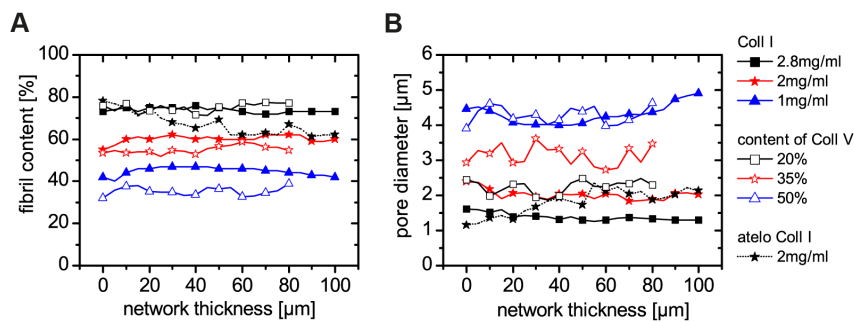 A
fibril content [%]
100
80
60
40
20
0
0 20 40 60 80 100
network thickness [µm]
B
pore diameter [µm]
6
5
4
3
2
1
0
0 20 40 60 80 100
network thickness [µm]
Coll I
2.8mg/ml
2mg/ml
1mg/ml
content of Coll V
20%
35%
50%
atelo Coll I
2mg/ml